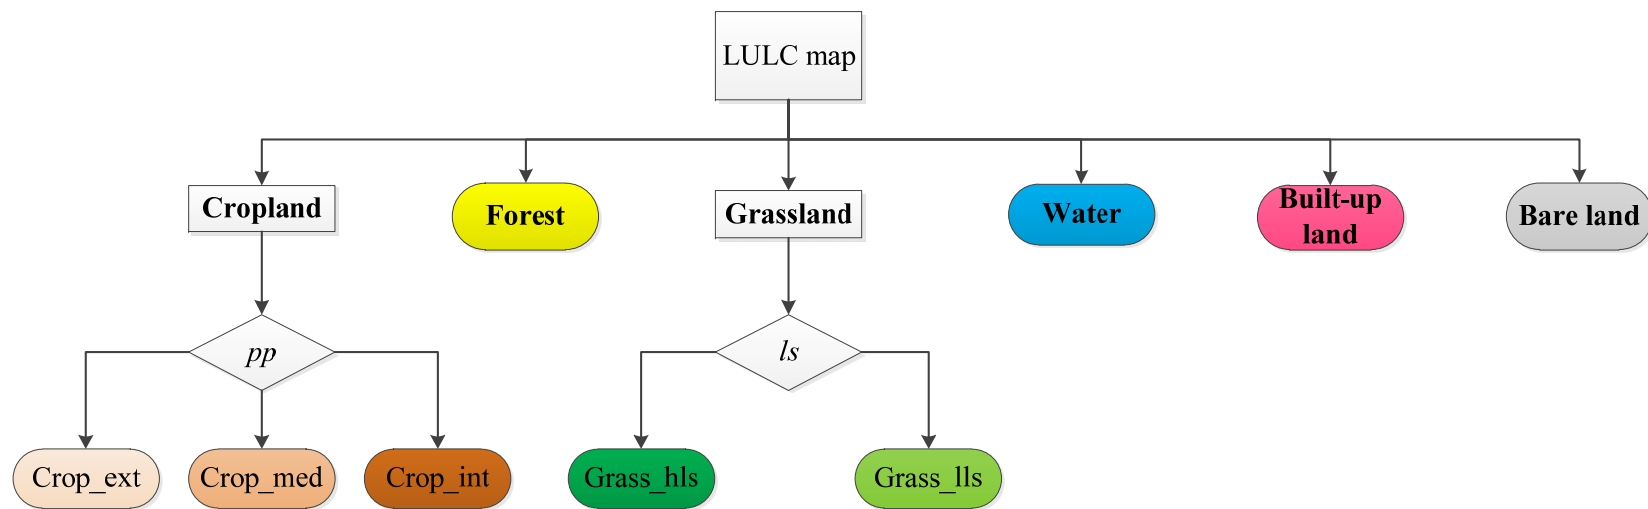 LULC map
Cropland
Forest
Grassland
Water
Built-up
land
Bare land
pp
ls
Crop_ext
Crop_med
Crop_int
Grass_hls
Grass_lls